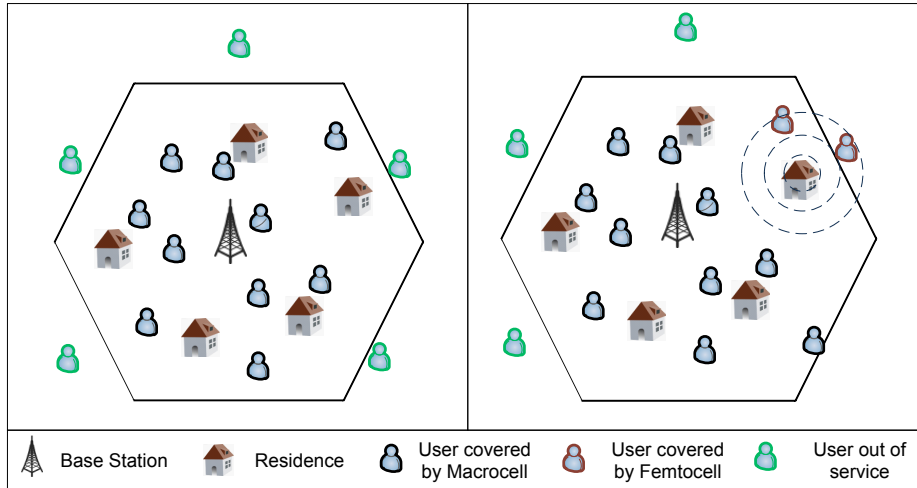 Base Station
Residence
User covered
by Macrocell
User covered
by Femtocell
User out of
service